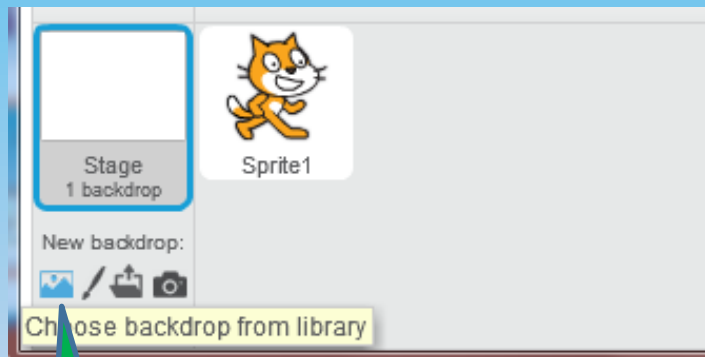 Stage
1 backdrop
Sprite1
New backdrop:
Choose backdrop from library